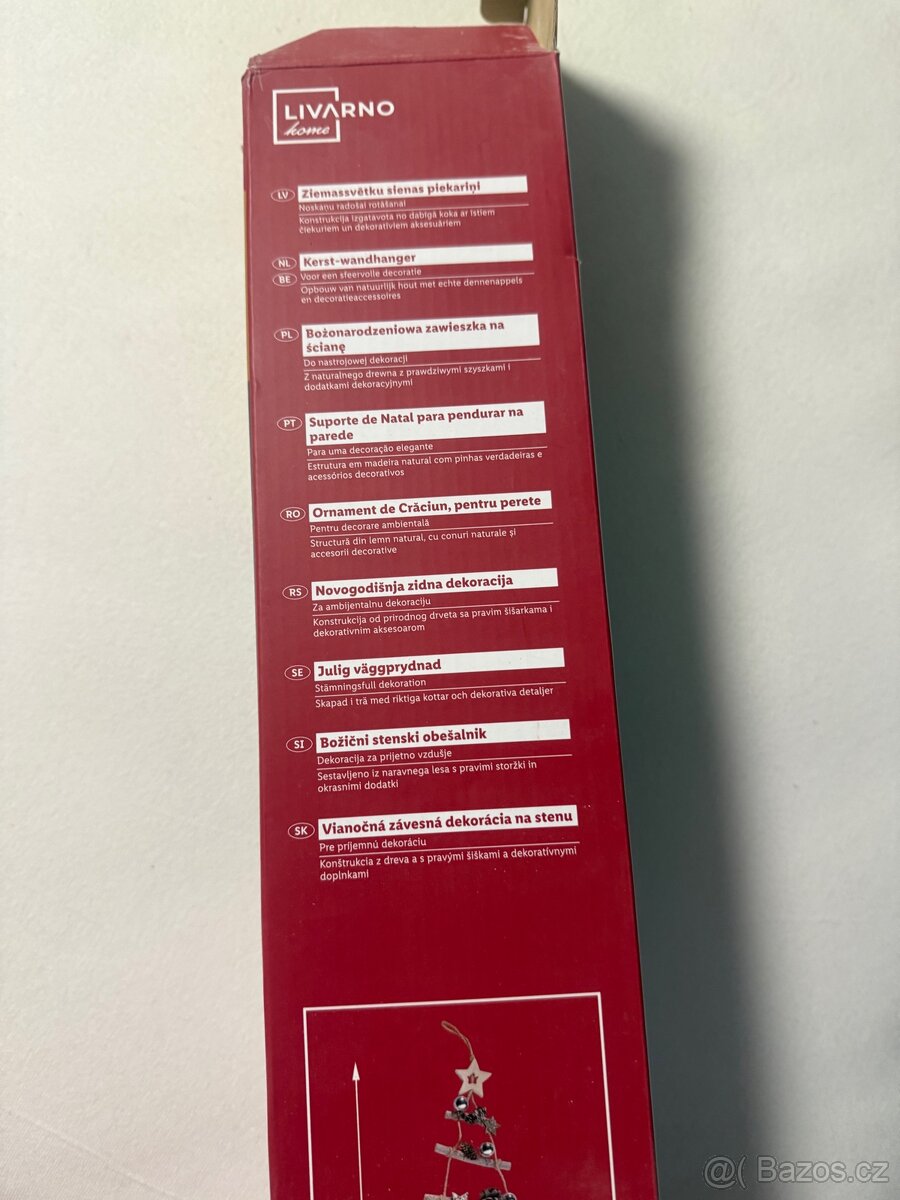 LIVARNO
home
LV
Ziemassvētku sienas piekariņi
Noskaņu radošai rotāšanai
Konstrukcija izgatavota no dabīgā koka ar īstiem
čiekuriem un dekoratīviem aksesuāriem
NL
BE
Kerst-wandhanger
Voor een sfeervolle decoratie
Opbouw van natuurlijk hout met echte dennenappels
en decoratieaccessoires
PL
Bożonarodzeniowa zawieszka na
ścianę
Do nastrojowej dekoracji
Z naturalnego drewna z prawdziwymi szyszkami i
dodatkami dekoracyjnymi
PT
Suporte de Natal para pendurar na
parede
Para uma decoração elegante
Estrutura em madeira natural com pinhas verdadeiras e
acessórios decorativos
RO
Ornament de Crăciun, pentru perete
Pentru decorare ambientală
Structură din lemn natural, cu conuri naturale și
accesorii decorative
RS
Novogodišnja zidna dekoracija
Za ambijentalnu dekoraciju
Konstrukcija od prirodnog drveta sa pravim šišarkama i
dekorativnim aksesoarom
SE
Julig väggprydnad
Stämningsfull dekoration
Skapad i trä med riktiga kottar och dekorativa detaljer
SI
Božični stenski obešalnik
Dekoracija za prijetno vzdušje
Sestavljeno iz naravnega lesa s pravimi storžki in
okrasnimi dodatki
SK
Vianočná závesná dekorácia na stenu
Pre príjemnú dekoráciu
Konštrukcia z dreva a s pravými šiškami a dekoratívnymi
doplnkami
@( Bazos.cz